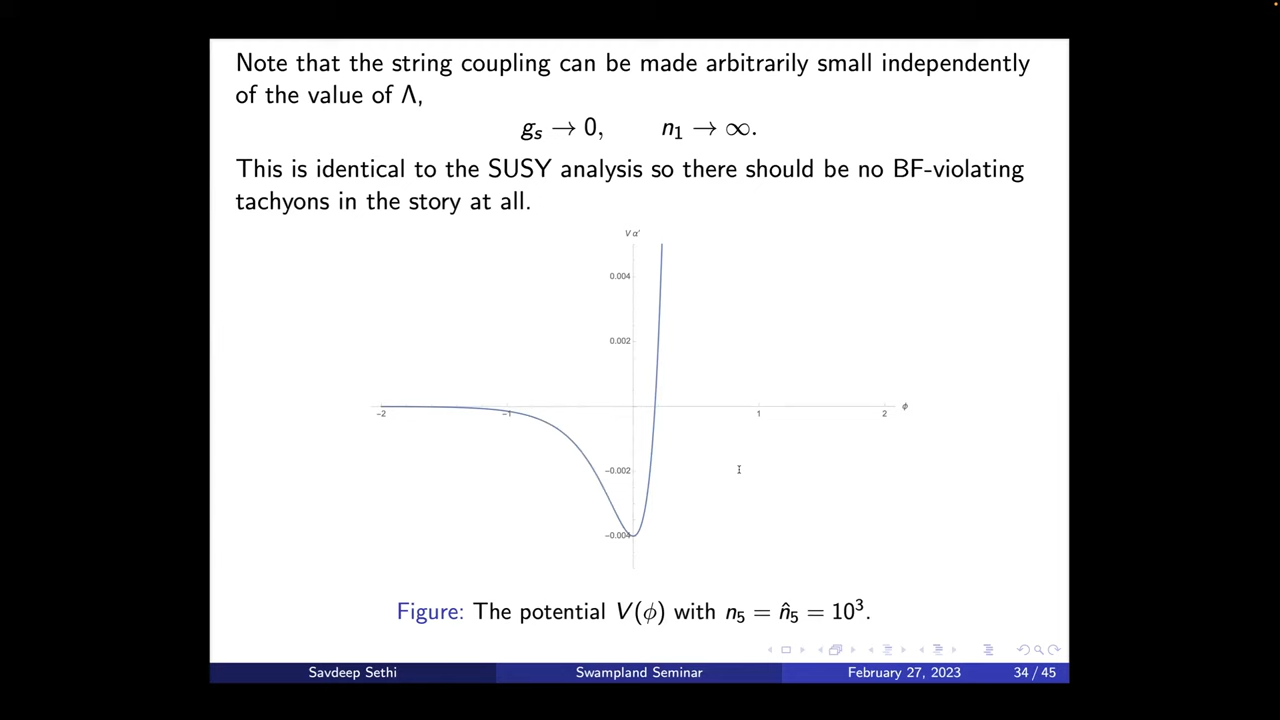 Note that the string coupling can be made arbitrarily small independently
of the value of Λ,
g_s → 0, n_1 → ∞.
This is identical to the SUSY analysis so there should be no BF-violating
tachyons in the story at all.
V α'
0.004
0.002
-2 -1 1 2 ϕ
-0.002
-0.004
Figure: The potential V(ϕ) with n_5 = n̂_5 = 10^3.
Savdeep Sethi Swampland Seminar February 27, 2023 34 / 45